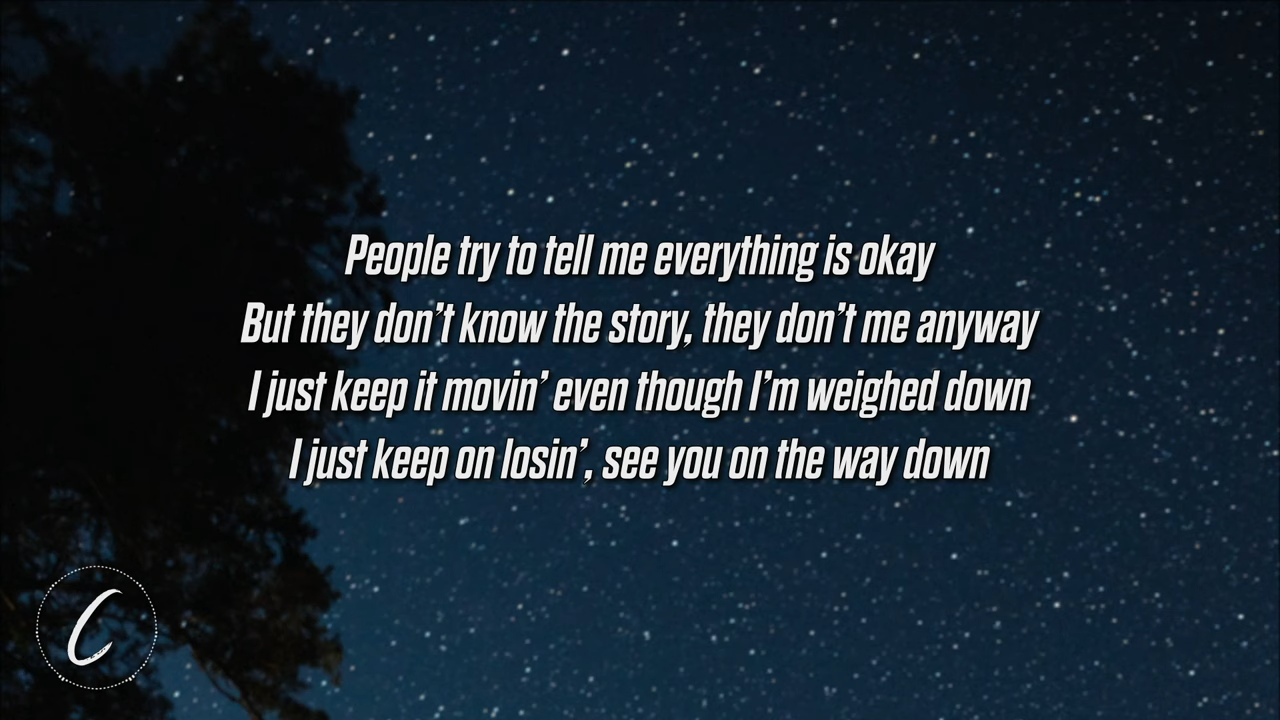 People try to tell me everything is okay
But they don't know the story, they don't me anyway
I just keep it movin' even though I'm weighed down
I just keep on losin', see you on the way down
C